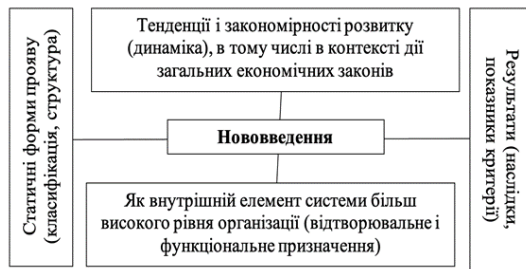 Статичні форми прояву
(класифікація, структура)
Тенденції і закономірності розвитку
(динаміка), в тому числі в контексті дії
загальних економічних законів
Нововведення
Як внутрішній елемент системи більш
високого рівня організації (відтворювальне і
функціональне призначення)
Результати (наслідки,
показники критерії)